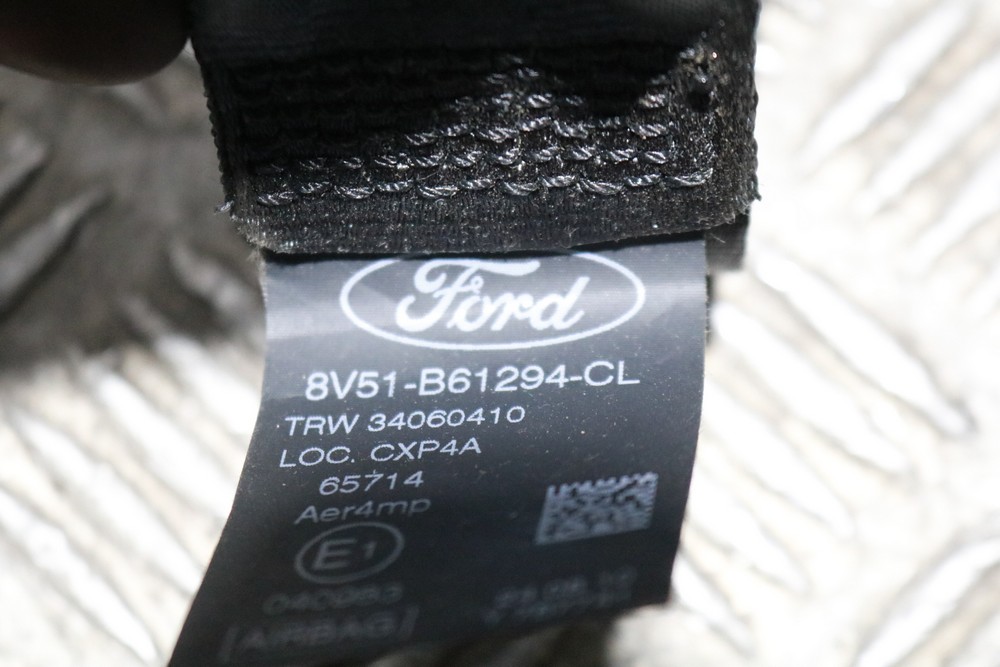 Ford
8V51-B61294-CL
TRW 34060410
LOC. CXP4A
65714
Aer4mp
E1
[AIRBAG]